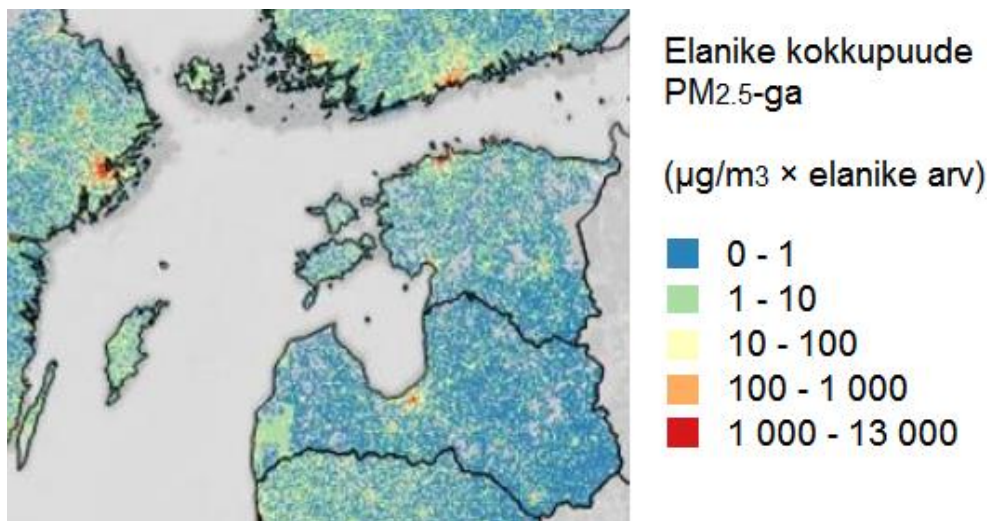 Elanike kokkupuude
PM2.5-ga
(µg/m3 × elanike arv)
0 - 1
1 - 10
10 - 100
100 - 1 000
1 000 - 13 000